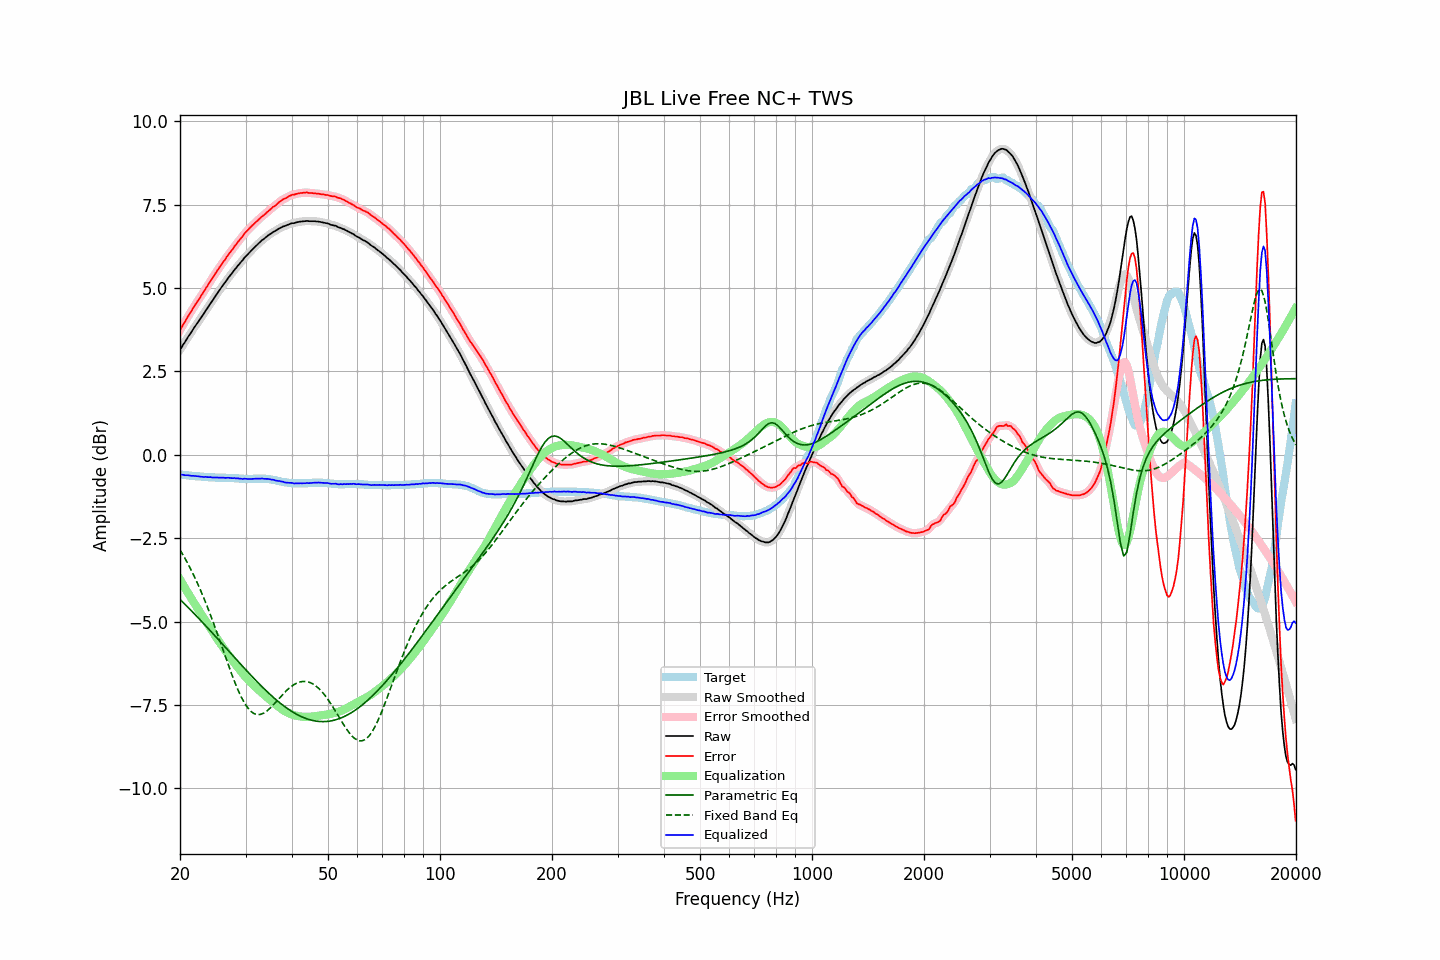 JBL Live Free NC+ TWS
10.0
7.5
5.0
2.5
0.0
−2.5
−5.0
−7.5
−10.0
Amplitude (dBr)
20 50 100 200 500 1000 2000 5000 10000 20000
Frequency (Hz)
Target
Raw Smoothed
Error Smoothed
Raw
Error
Equalization
Parametric Eq
Fixed Band Eq
Equalized